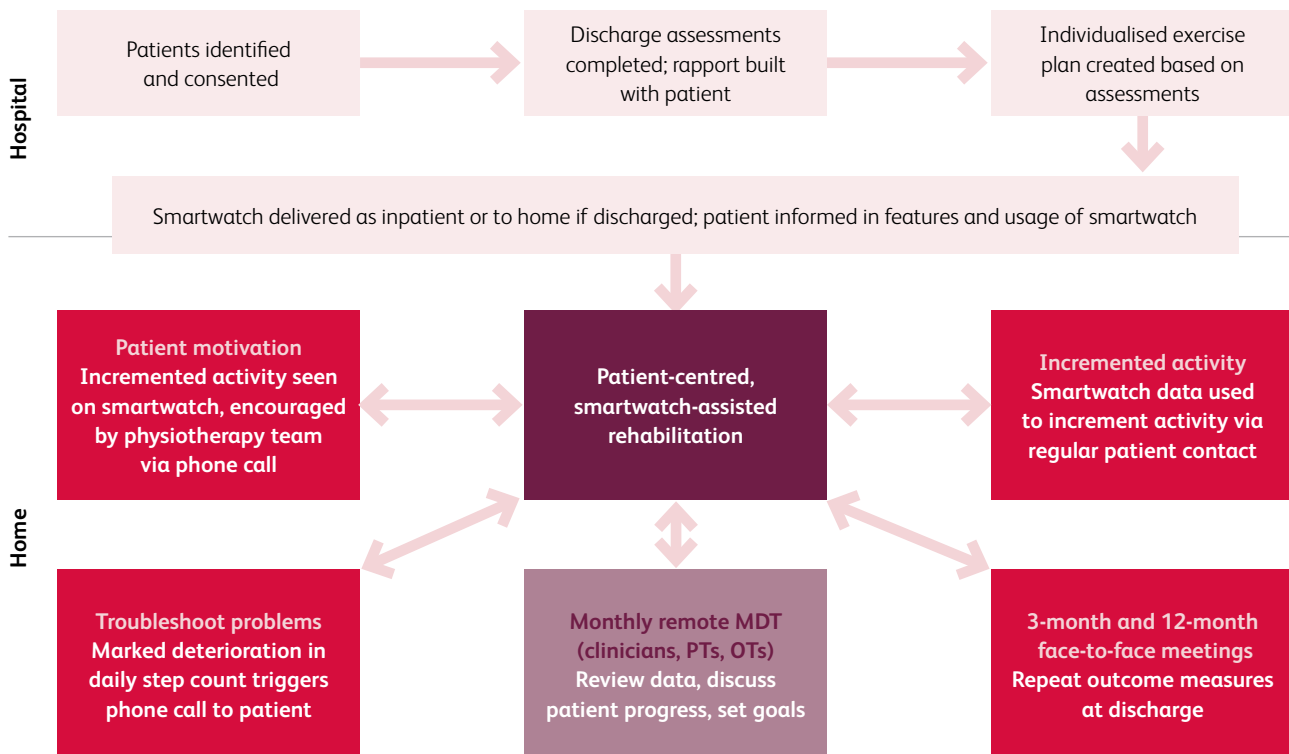 Hospital
Patients identified
and consented
Discharge assessments
completed; rapport built
with patient
Individualised exercise
plan created based on
assessments
Smartwatch delivered as inpatient or to home if discharged; patient informed in features and usage of smartwatch
Home
Patient motivation
Incremented activity seen
on smartwatch, encouraged
by physiotherapy team
via phone call
Patient-centred,
smartwatch-assisted
rehabilitation
Incremented activity
Smartwatch data used
to increment activity via
regular patient contact
Troubleshoot problems
Marked deterioration in
daily step count triggers
phone call to patient
Monthly remote MDT
(clinicians, PTs, OTs)
Review data, discuss
patient progress, set goals
3-month and 12-month
face-to-face meetings
Repeat outcome measures
at discharge